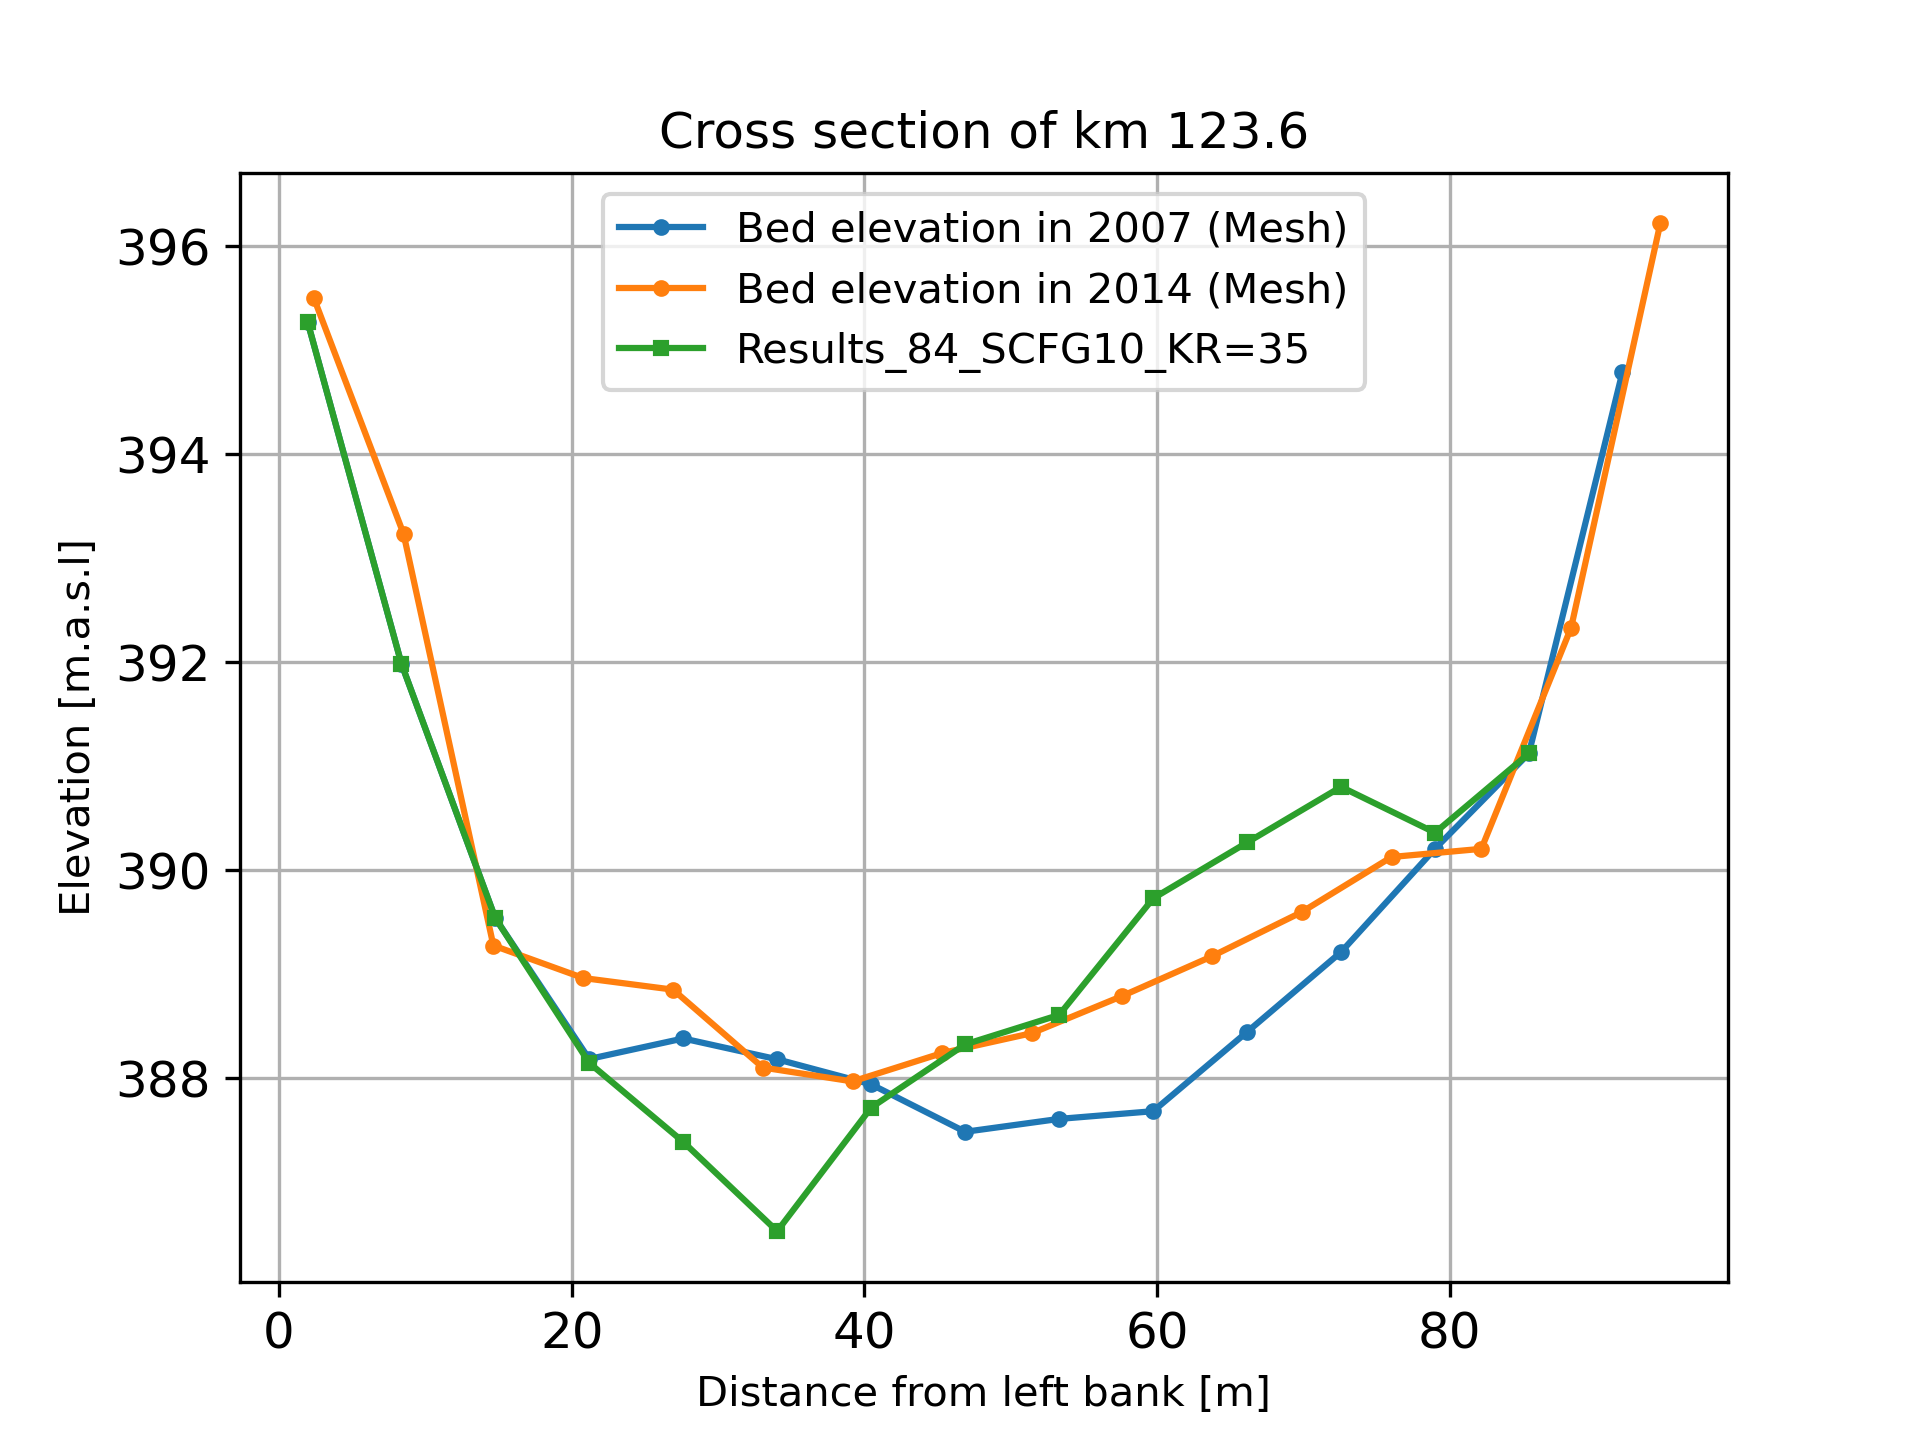 Cross section of km 123.6
Bed elevation in 2007 (Mesh)
Bed elevation in 2014 (Mesh)
Results_84_SCFG10_KR=35
396
394
392
390
388
Elevation [m.a.s.l]
0 20 40 60 80
Distance from left bank [m]